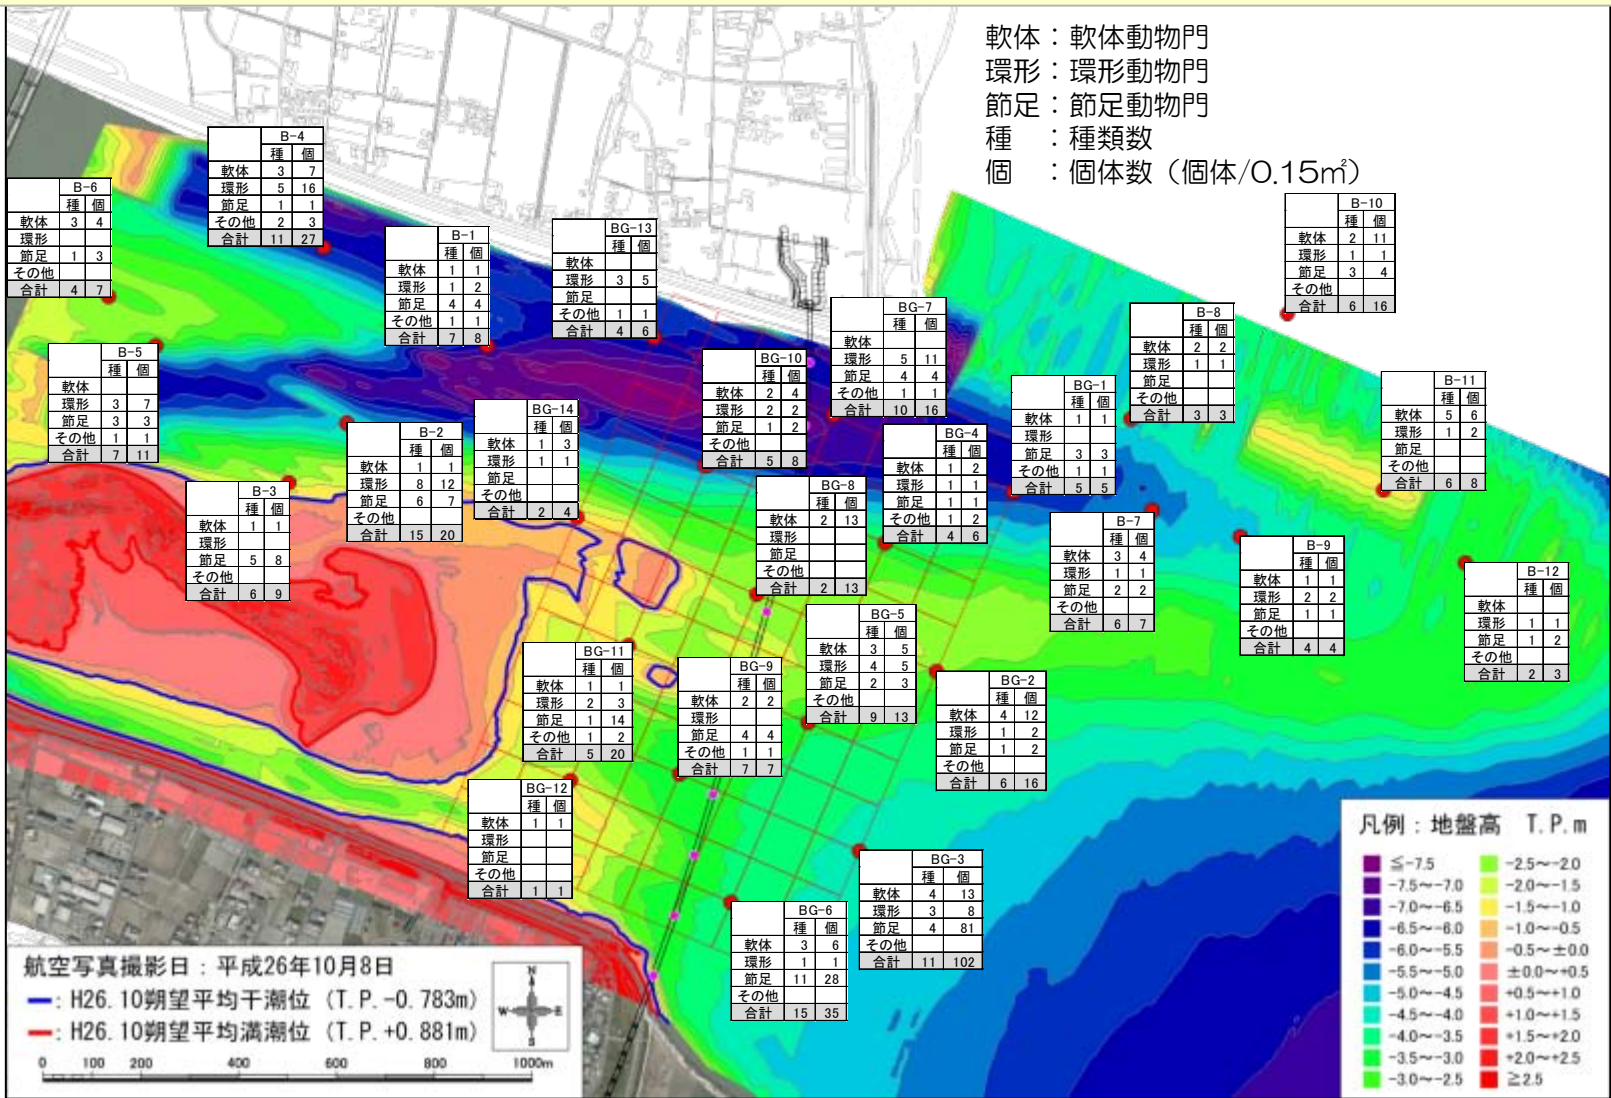 軟体：軟体動物門
環形：環形動物門
節足：節足動物門
種　：種類数
個　：個体数（個体/0.15㎡）
B-4
種 個
軟体 3 7
環形 5 16
節足 1 1
その他 2 3
合計 11 27
B-6
種 個
軟体 3 4
環形
節足 1 3
その他
合計 4 7
B-1
種 個
軟体 1 1
環形 1 2
節足 4 4
その他 1 1
合計 7 8
BG-13
種 個
軟体
環形 3 5
節足
その他 1 1
合計 4 6
B-10
種 個
軟体 2 11
環形 1 1
節足 3 4
その他
合計 6 16
BG-7
種 個
軟体
環形 5 11
節足 4 4
その他 1 1
合計 10 16
B-8
種 個
軟体 2 2
環形 1 1
節足
その他
合計 3 3
B-5
種 個
軟体
環形 3 7
節足 3 3
その他 1 1
合計 7 11
BG-10
種 個
軟体 2 4
環形 2 2
節足 1 2
その他
合計 5 8
BG-1
種 個
軟体 1 1
環形
節足 3 3
その他 1 1
合計 5 5
B-11
種 個
軟体 5 6
環形 1 2
節足
その他
合計 6 8
BG-14
種 個
軟体 1 3
環形 1 1
節足
その他
合計 2 4
B-2
種 個
軟体 1 1
環形 8 12
節足 6 7
その他
合計 15 20
BG-4
種 個
軟体 1 2
環形 1 1
節足 1 1
その他 1 2
合計 4 6
B-3
種 個
軟体 1 1
環形
節足 5 8
その他
合計 6 9
BG-8
種 個
軟体 2 13
環形
節足
その他
合計 2 13
B-7
種 個
軟体 3 4
環形 1 1
節足 2 2
その他
合計 6 7
B-9
種 個
軟体 1 1
環形 2 2
節足 1 1
その他
合計 4 4
B-12
種 個
軟体
環形 1 1
節足 1 2
その他
合計 2 3
BG-5
種 個
軟体 3 5
環形 4 5
節足 2 3
その他
合計 9 13
BG-11
種 個
軟体 1 1
環形 2 3
節足 1 14
その他 1 2
合計 5 20
BG-9
種 個
軟体 2 2
環形
節足 4 4
その他 1 1
合計 7 7
BG-2
種 個
軟体 4 12
環形 1 2
節足 1 2
その他
合計 6 16
BG-12
種 個
軟体 1 1
環形
節足
その他
合計 1 1
BG-3
種 個
軟体 4 13
環形 3 8
節足 4 81
その他
合計 11 102
BG-6
種 個
軟体 3 6
環形 1 1
節足 11 28
その他
合計 15 35
凡例：地盤高　T.P.m
≦-7.5
-7.5～-7.0
-7.0～-6.5
-6.5～-6.0
-6.0～-5.5
-5.5～-5.0
-5.0～-4.5
-4.5～-4.0
-4.0～-3.5
-3.5～-3.0
-3.0～-2.5
-2.5～-2.0
-2.0～-1.5
-1.5～-1.0
-1.0～-0.5
-0.5～±0.0
±0.0～+0.5
+0.5～+1.0
+1.0～+1.5
+1.5～+2.0
+2.0～+2.5
≧2.5
航空写真撮影日：平成26年10月8日
：H26.10朔望平均干潮位（T.P.-0.783m）
：H26.10朔望平均満潮位（T.P.+0.881m）
0 100 200 400 600 800 1000m
N
W E
S